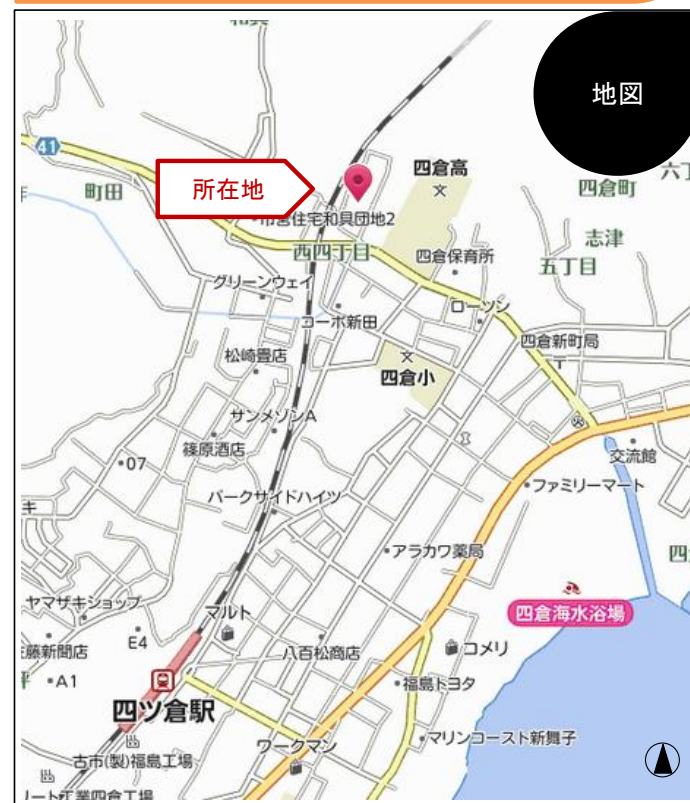 地図
41
所在地
四倉高
町田
四倉町
市営住宅和具団地2
西四丁目
四倉保育所
志津
五丁目
グリーンウェイ
ローソン
コーポ新田
四倉新町局
松崎畳店
四倉小
サンメゾンA
篠原酒店
交流館
07
ファミリーマート
パークサイドハイツ
アラカワ薬局
ヤマザキショップ
マルト
四倉海水浴場
E4
八百松商店
コメリ
藤新聞店
A1
福島トヨタ
四ツ倉駅
ワークマン
マリンコースト新舞子
古市(製)福島工場